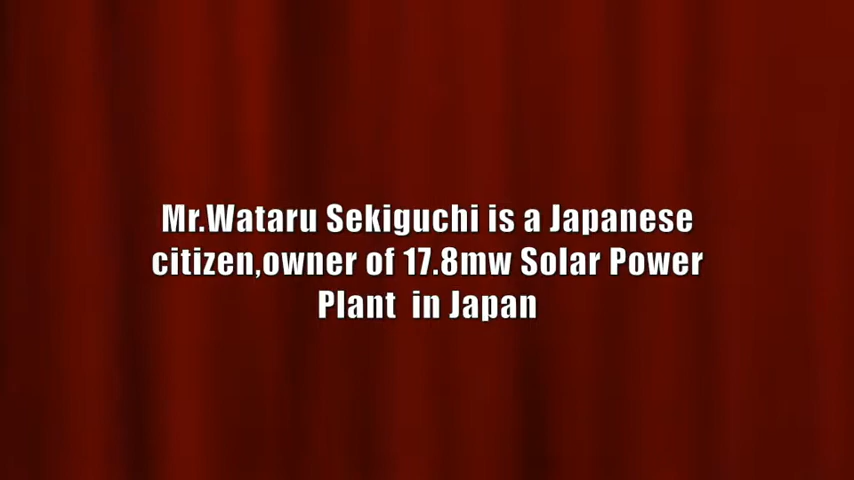 Mr.Wataru Sekiguchi is a Japanese
citizen,owner of 17.8mw Solar Power
Plant  in Japan